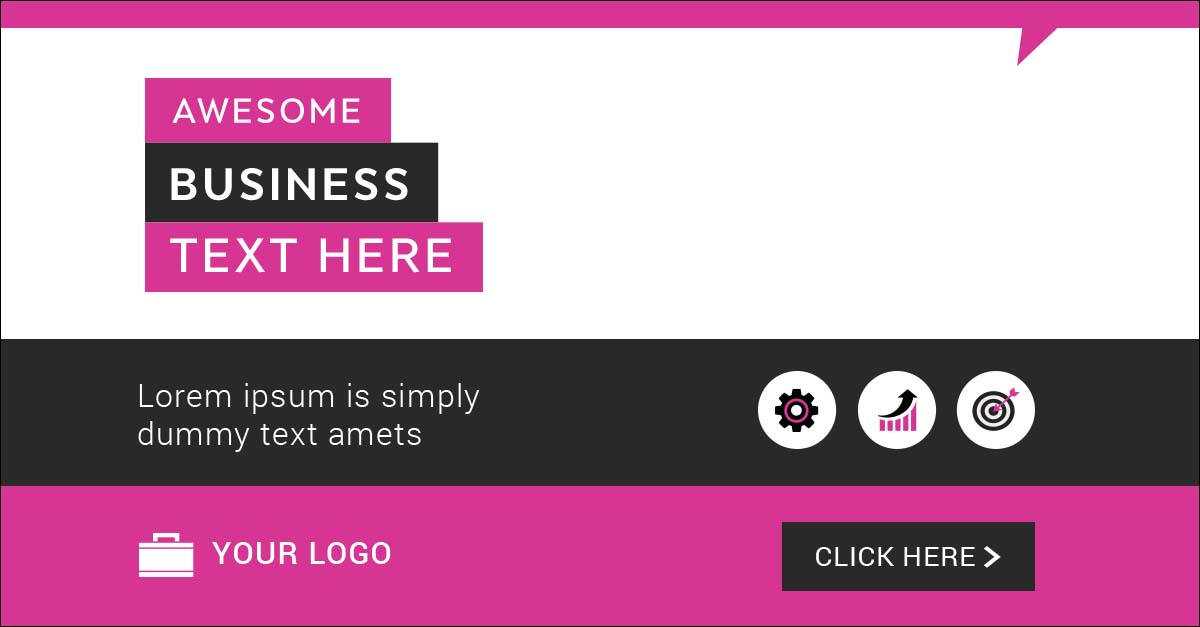 AWESOME
BUSINESS
TEXT HERE
Lorem ipsum is simply
dummy text amets
YOUR LOGO
CLICK HERE